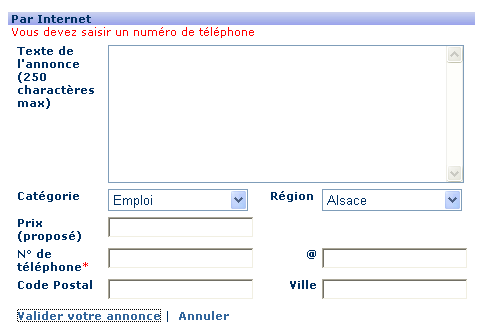 Par Internet
Vous devez saisir un numéro de téléphone
Texte de
l'annonce
(250
charactères
max)
Catégorie Emploi Région Alsace
Prix
(proposé)
N° de @
téléphone*
Code Postal Ville
Valider votre annonce | Annuler